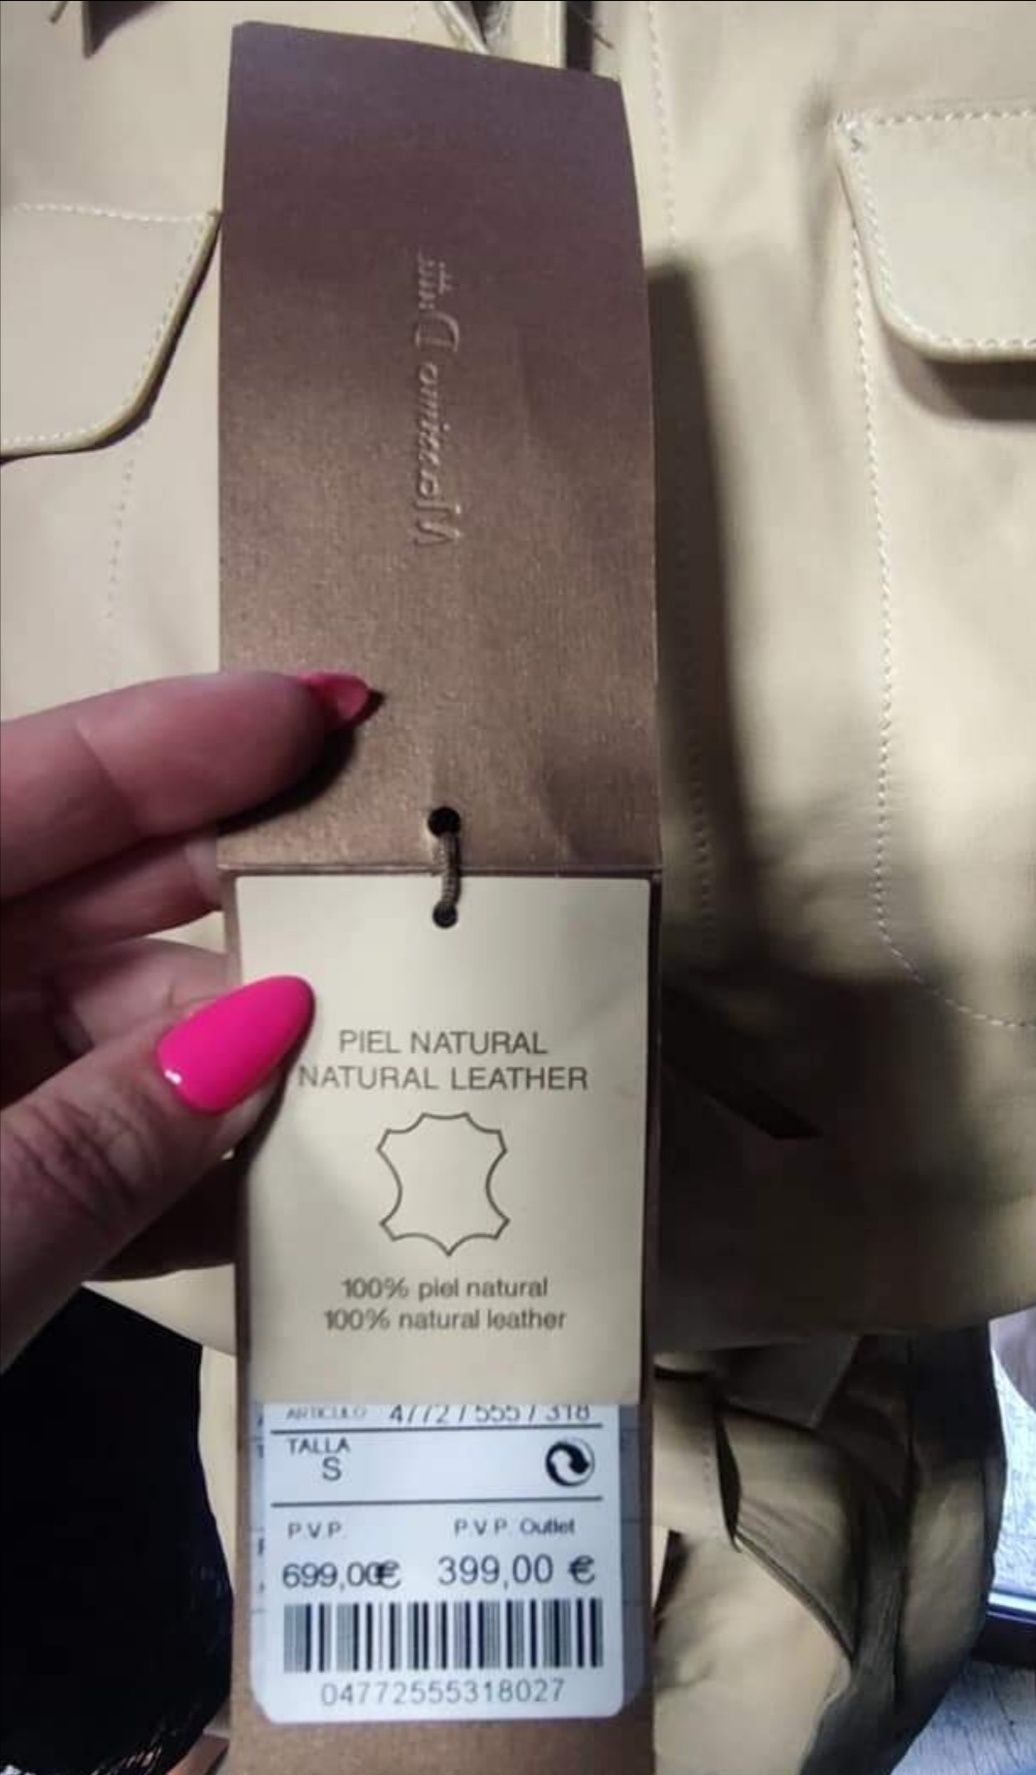 Massimo Dutti
PIEL NATURAL
NATURAL LEATHER
100% piel natural
100% natural leather
ARTICULO 4772 / 555 / 318
TALLA
S
P.V.P. P.V.P. Outlet
699,00€ 399,00 €
04772555318027